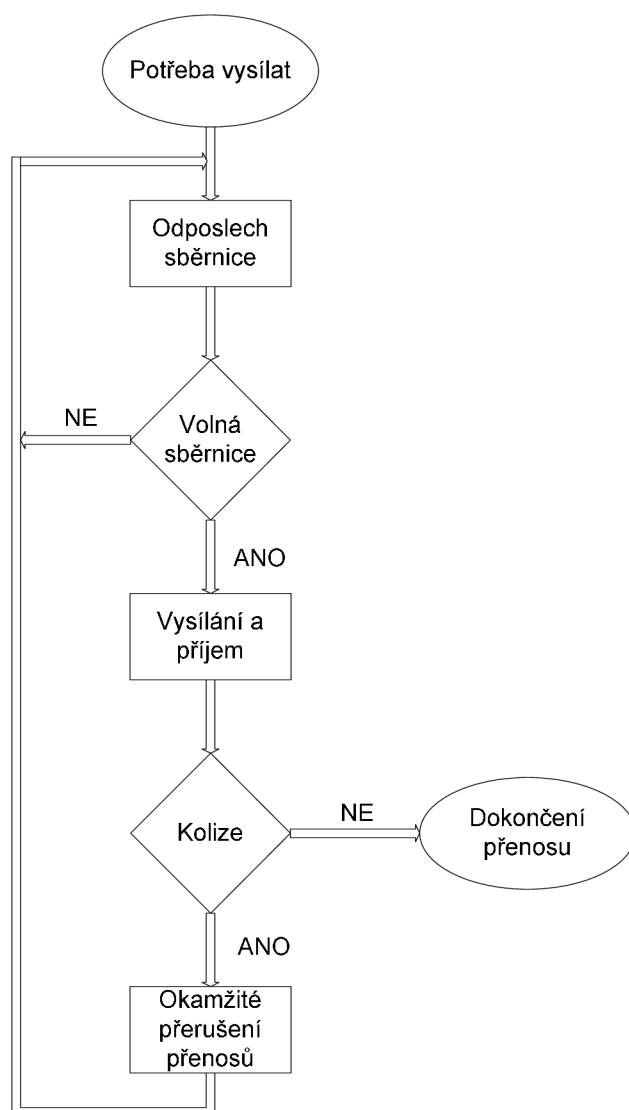 Potřeba vysílat
Odposlech
sběrnice
NE
Volná
sběrnice
ANO
Vysílání a
příjem
Kolize
NE
Dokončení
přenosu
ANO
Okamžité
přerušení
přenosů